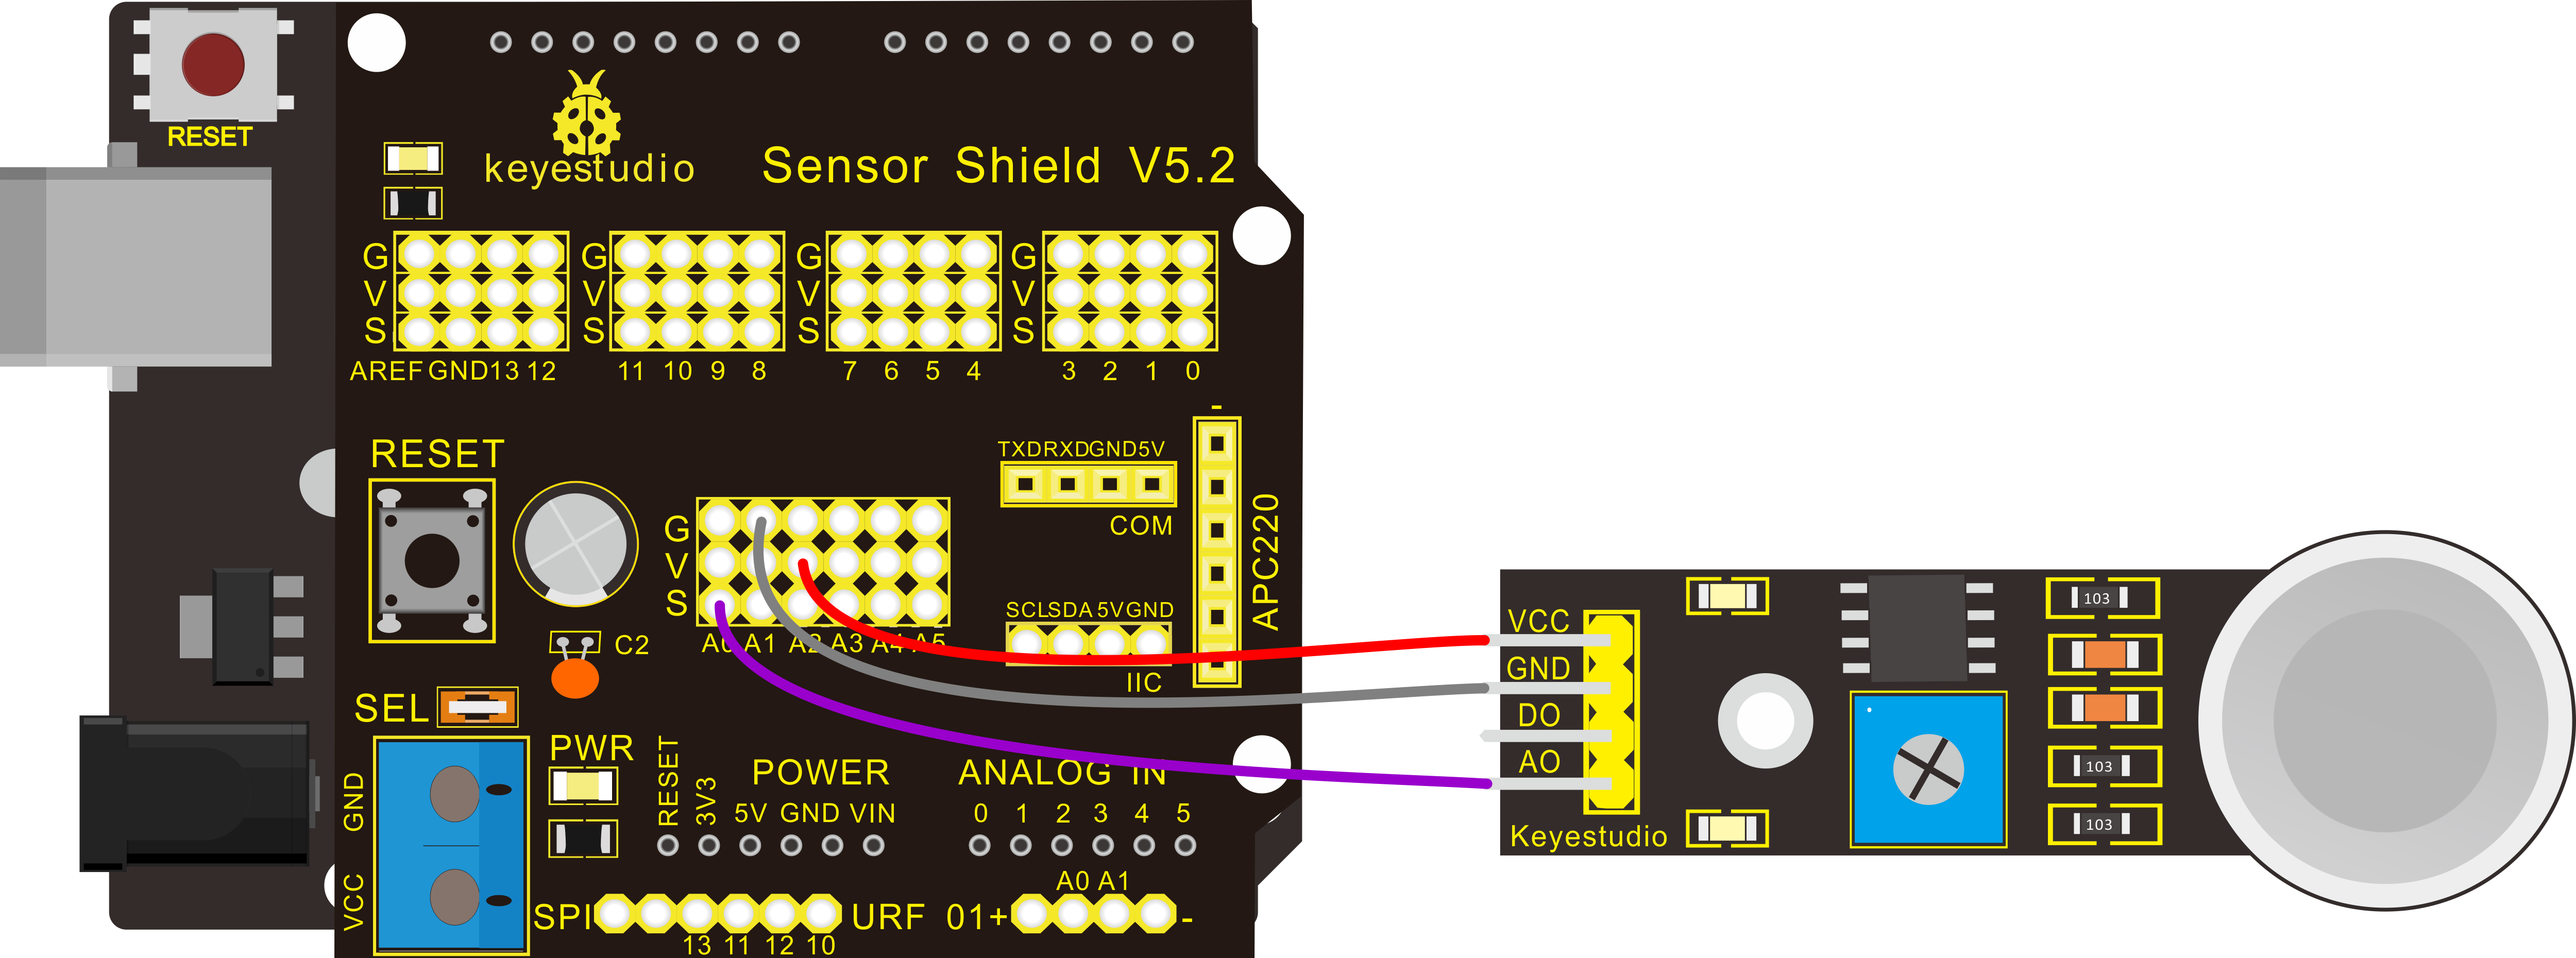 RESET
keyestudio
Sensor Shield V5.2
G G G G
V V V V
S S S S
AREF GND 13 12 11 10 9 8 7 6 5 4 3 2 1 0
-
RESET
TXD RXD GND 5V
COM
APC220
G
V
S
A0 A1 A2 A3 A4 A5
SCL SDA 5V GND
IIC
C2
SEL
PWR
GND
VCC
RESET
3V3
POWER
5V GND VIN
ANALOG IN
0 1 2 3 4 5
A0 A1
SPI
URF 01+ -
13 11 12 10
VCC
GND
DO
AO
Keyestudio
103
103
103